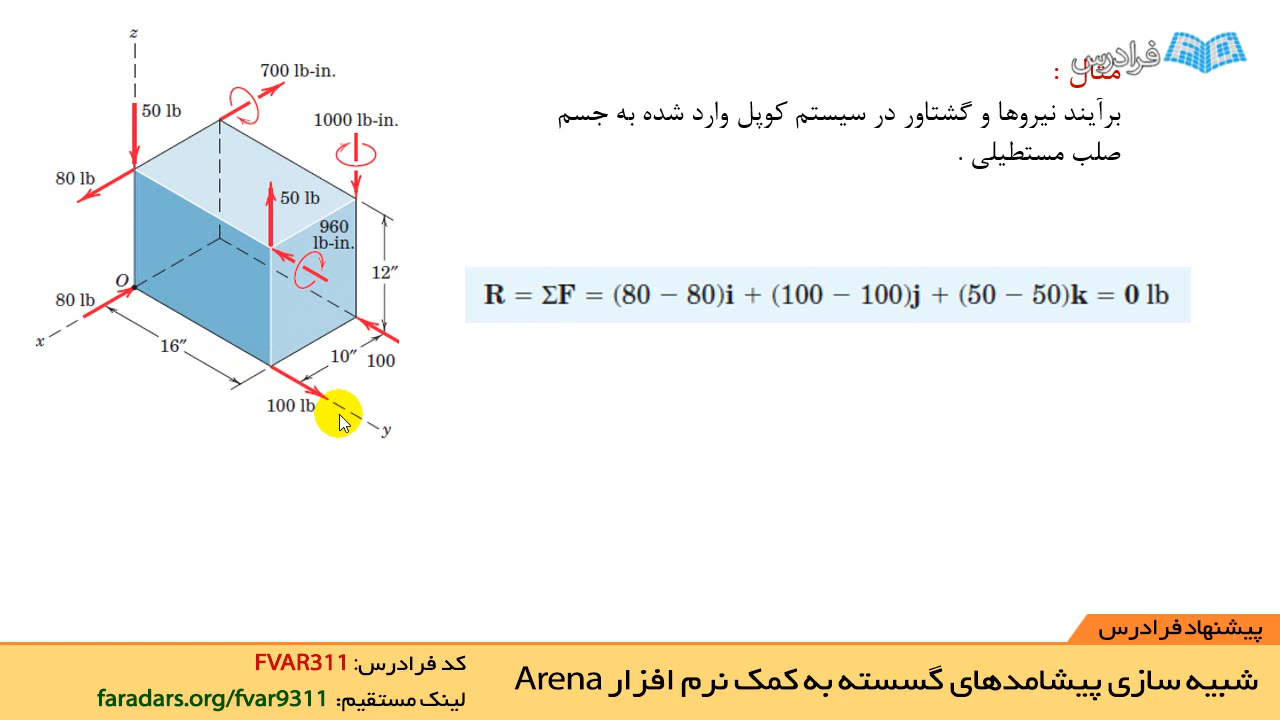 فرادرس
مثال :
برآیند نیروها و گشتاور در سیستم کوپل وارد شده به جسم
صلب مستطیلی .
z
700 lb-in.
50 lb
1000 lb-in.
80 lb
50 lb
960
lb-in.
O
12″
80 lb
x
16″
10″
100
100 lb
y
R = ΣF = (80 − 80)i + (100 − 100)j + (50 − 50)k = 0 lb
پیشنهاد فرادرس
شبیه سازی پیشامدهای گسسته به کمک نرم افزار Arena
کد فرادرس: FVAR311
لینک مستقیم: faradars.org/fvar9311